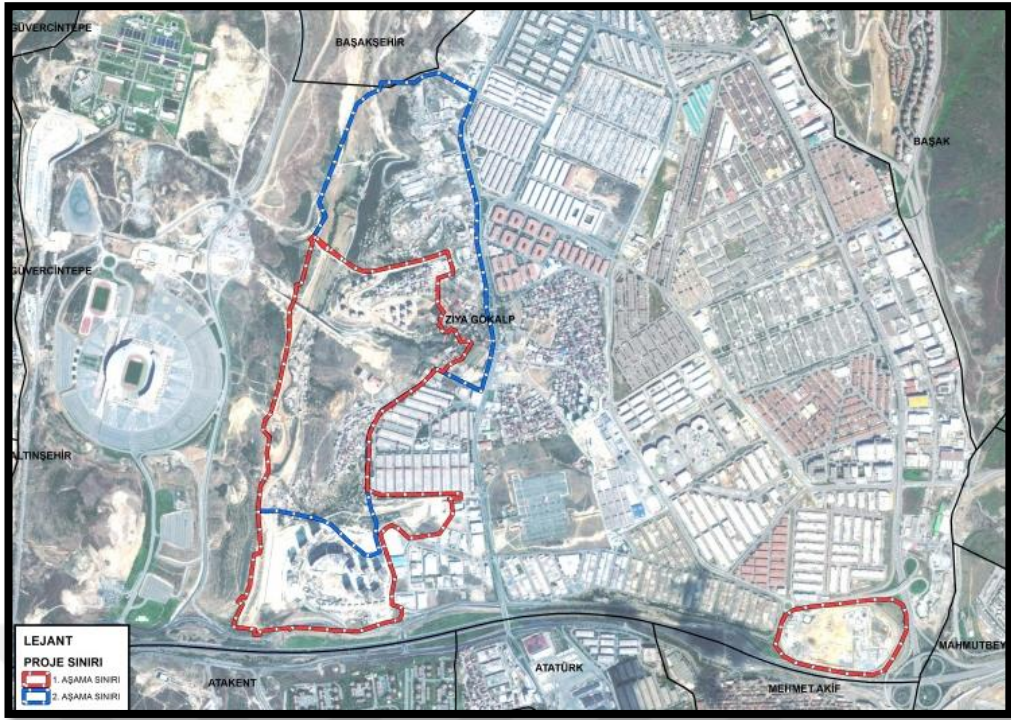 GÜVERCİNTEPE
BAŞAKŞEHİR
BAŞAK
GÜVERCİNTEPE
ZİYA GÖKALP
ALTINŞEHİR
LEJANT
PROJE SINIRI
1. AŞAMA SINIRI
2. AŞAMA SINIRI
ATAKENT
ATATÜRK
MEHMET AKİF
MAHMUTBEY